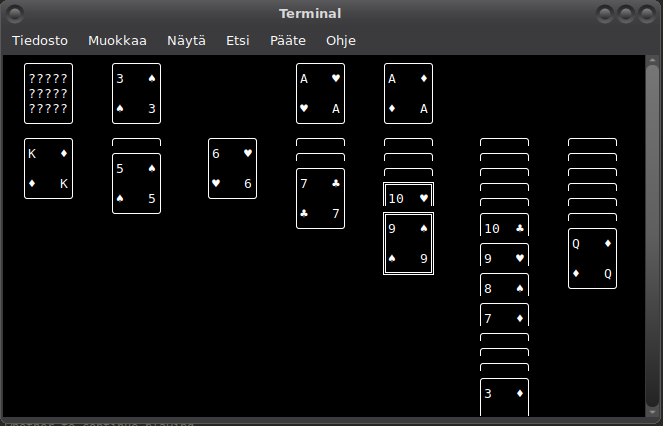 Terminal
Tiedosto Muokkaa Näytä Etsi Pääte Ohje
????? 3 ♠ A ♥ A ♦
?????
????? ♠ 3 ♥ A ♦ A
K ♦ 6 ♥
5 ♠ 7 ♣
♦ K ♥ 6
♠ 5 10 ♥
♣ 7
9 ♠ 10 ♣
Q ♦
9 ♥
♠ 9 ♦ Q
8 ♠
7 ♦
3 ♦